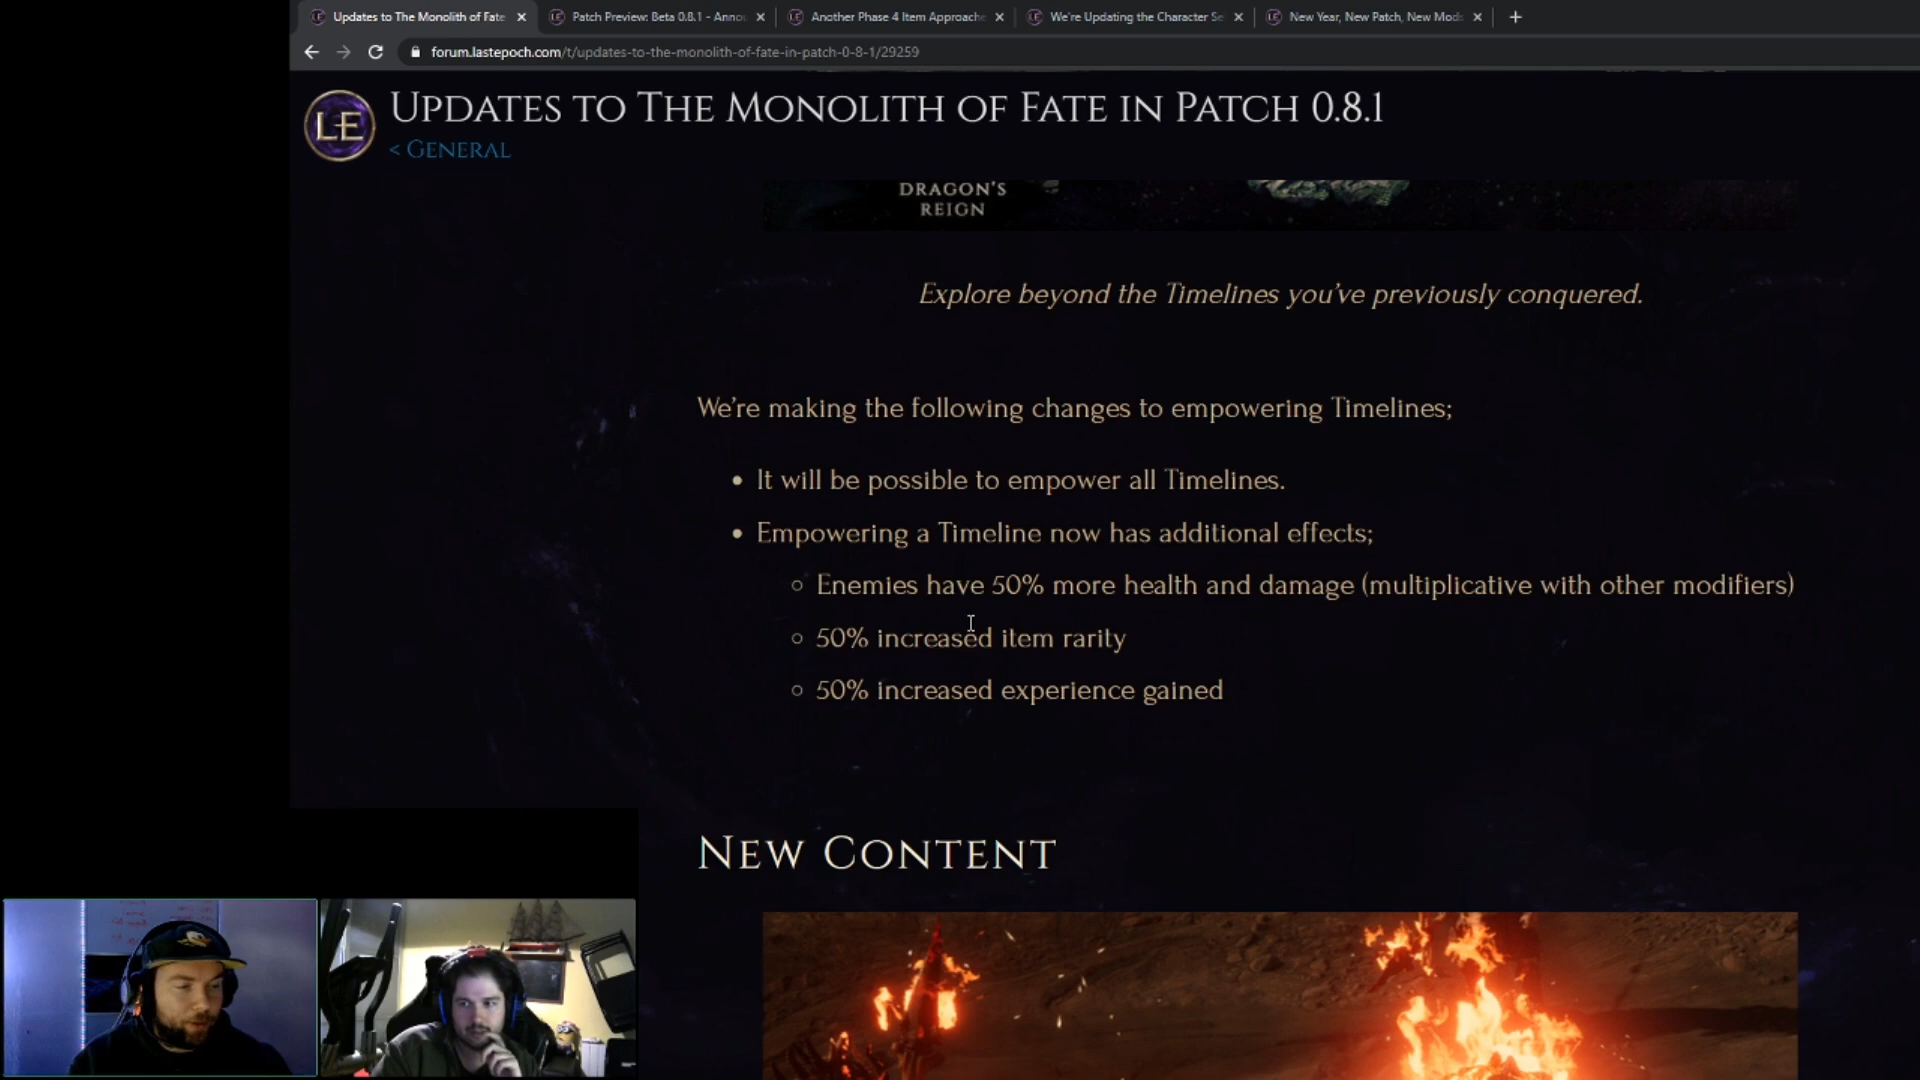 Updates to The Monolith of Fate
Patch Preview: Beta 0.8.1 - Annou
Another Phase 4 Item Approache
We're Updating the Character Se
New Year, New Patch, New Mods
forum.lastepoch.com/t/updates-to-the-monolith-of-fate-in-patch-0-8-1/29259
LE
Updates to The Monolith of Fate in Patch 0.8.1
< General
DRAGON'S
REIGN
Explore beyond the Timelines you've previously conquered.
We're making the following changes to empowering Timelines;
• It will be possible to empower all Timelines.
• Empowering a Timeline now has additional effects;
○ Enemies have 50% more health and damage (multiplicative with other modifiers)
○ 50% increased item rarity
○ 50% increased experience gained
New Content